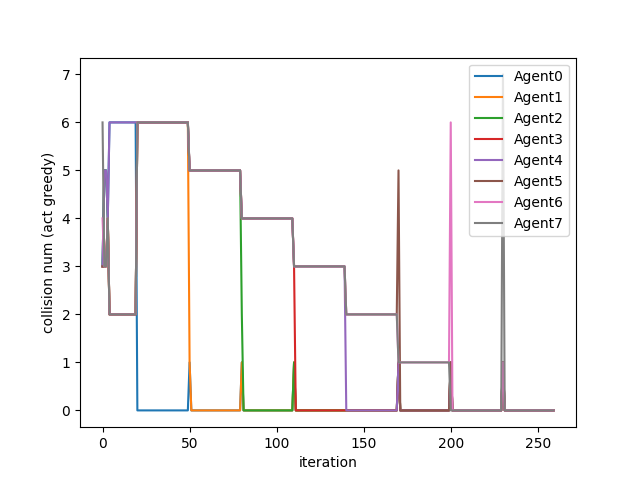 7
6
5
4
3
2
1
0
collision num (act greedy)
0 50 100 150 200 250
iteration
Agent0
Agent1
Agent2
Agent3
Agent4
Agent5
Agent6
Agent7